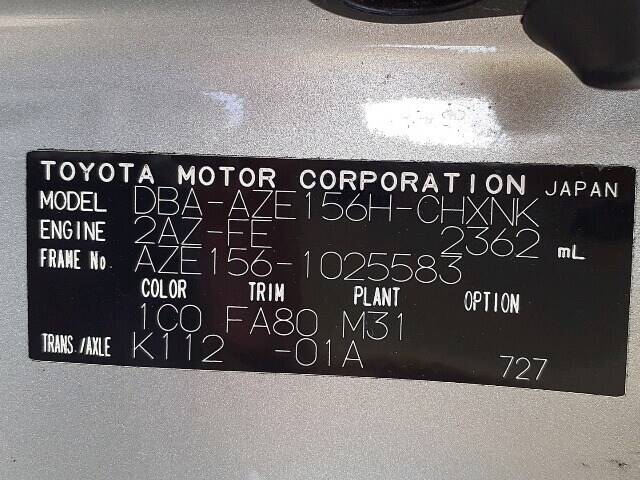 TOYOTA MOTOR CORPORATION JAPAN
MODEL DBA-AZE156H-CHXNK
ENGINE 2AZ-FE 2362 mL
FRAME No AZE156-1025583
COLOR TRIM PLANT OPTION
1C0 FA80 M31
TRANS./AXLE K112 -01A
727